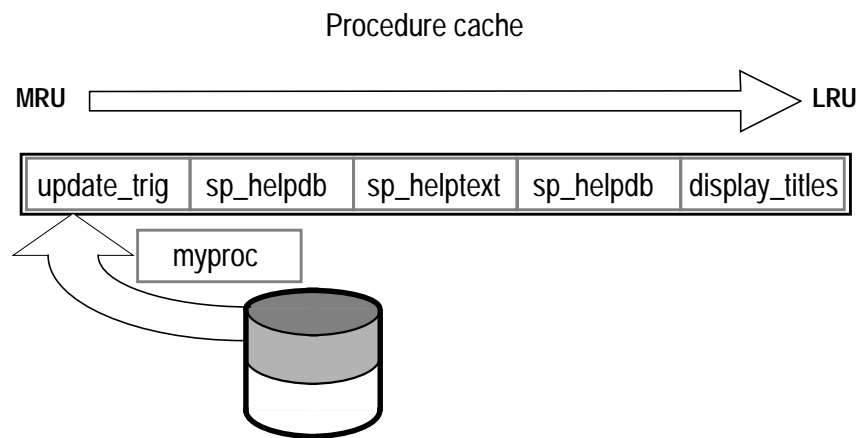 Procedure cache
MRU LRU
update_trig sp_helpdb sp_helptext sp_helpdb display_titles
myproc